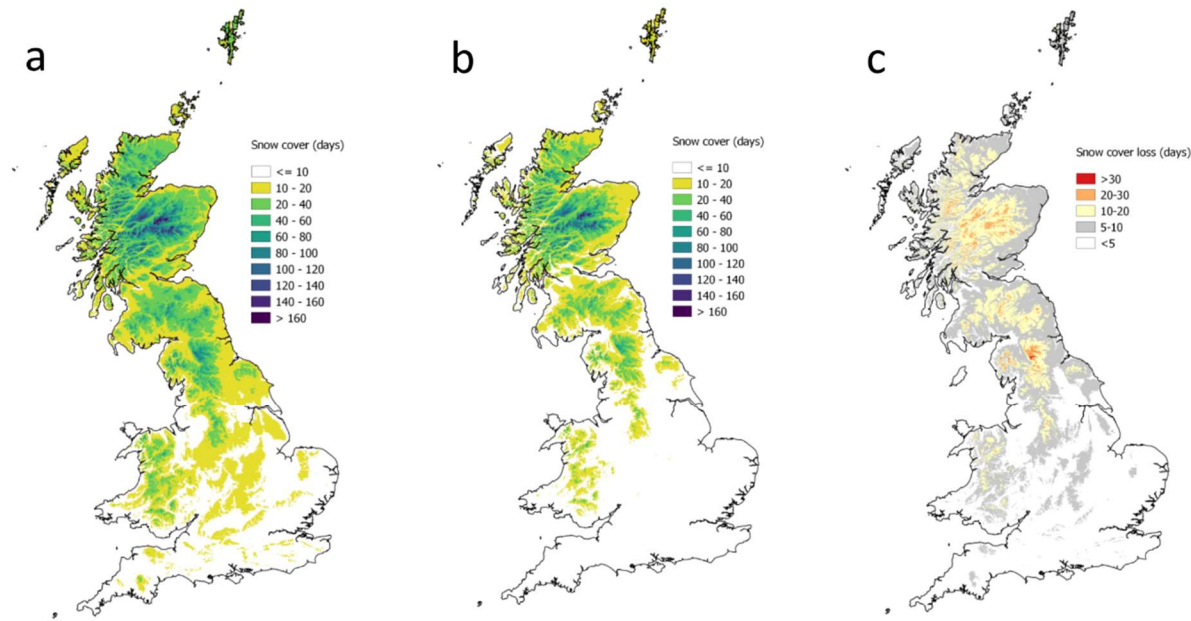 a
Snow cover (days)
<= 10
10 - 20
20 - 40
40 - 60
60 - 80
80 - 100
100 - 120
120 - 140
140 - 160
> 160
b
Snow cover (days)
<= 10
10 - 20
20 - 40
40 - 60
60 - 80
80 - 100
100 - 120
120 - 140
140 - 160
> 160
c
Snow cover loss (days)
>30
20-30
10-20
5-10
<5